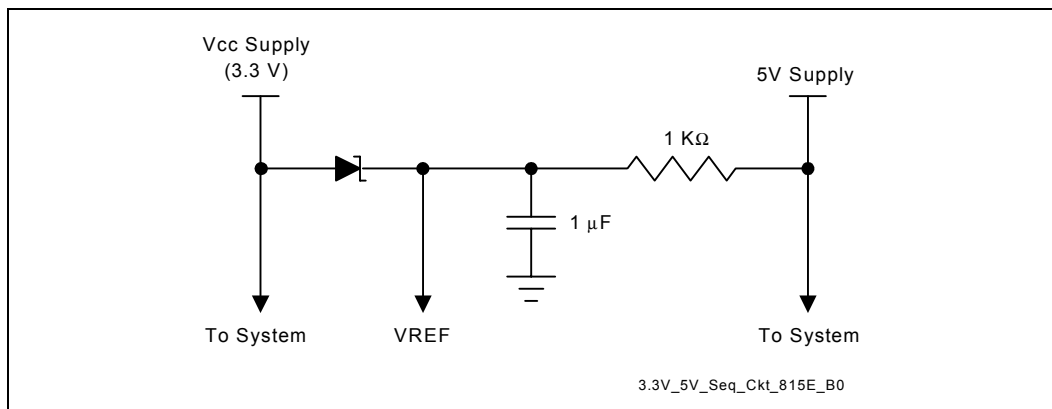 Vcc Supply
(3.3 V)
5V Supply
1 KΩ
1 μF
To System
VREF
To System
3.3V_5V_Seq_Ckt_815E_B0